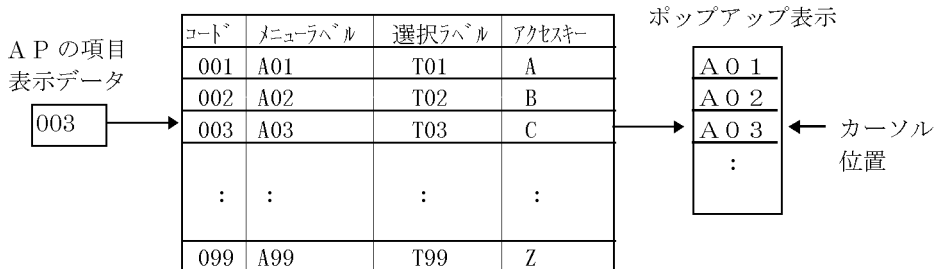 ポップアップ表示
ＡＰの項目
表示データ
003
コード メニューラベル 選択ラベル アクセスキー
001 A01 T01 A
002 A02 T02 B
003 A03 T03 C
： ： ： ：
099 A99 T99 Z
Ａ０１
Ａ０２
Ａ０３
：
カーソル
位置